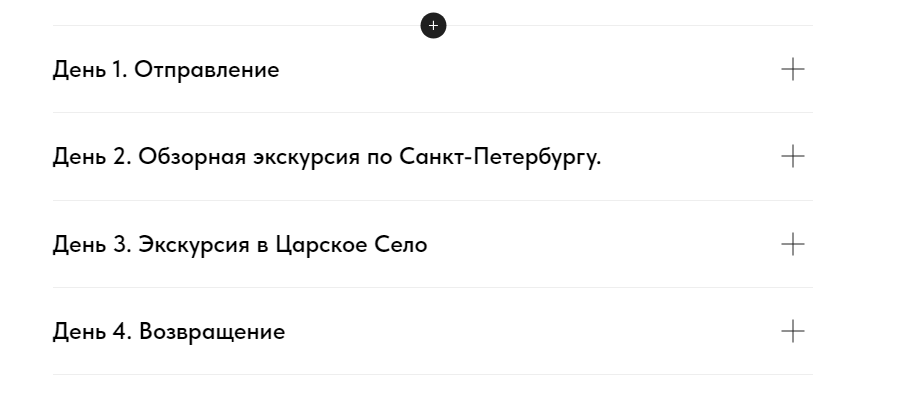 День 1. Отправление
День 2. Обзорная экскурсия по Санкт-Петербургу.
День 3. Экскурсия в Царское Село
День 4. Возвращение